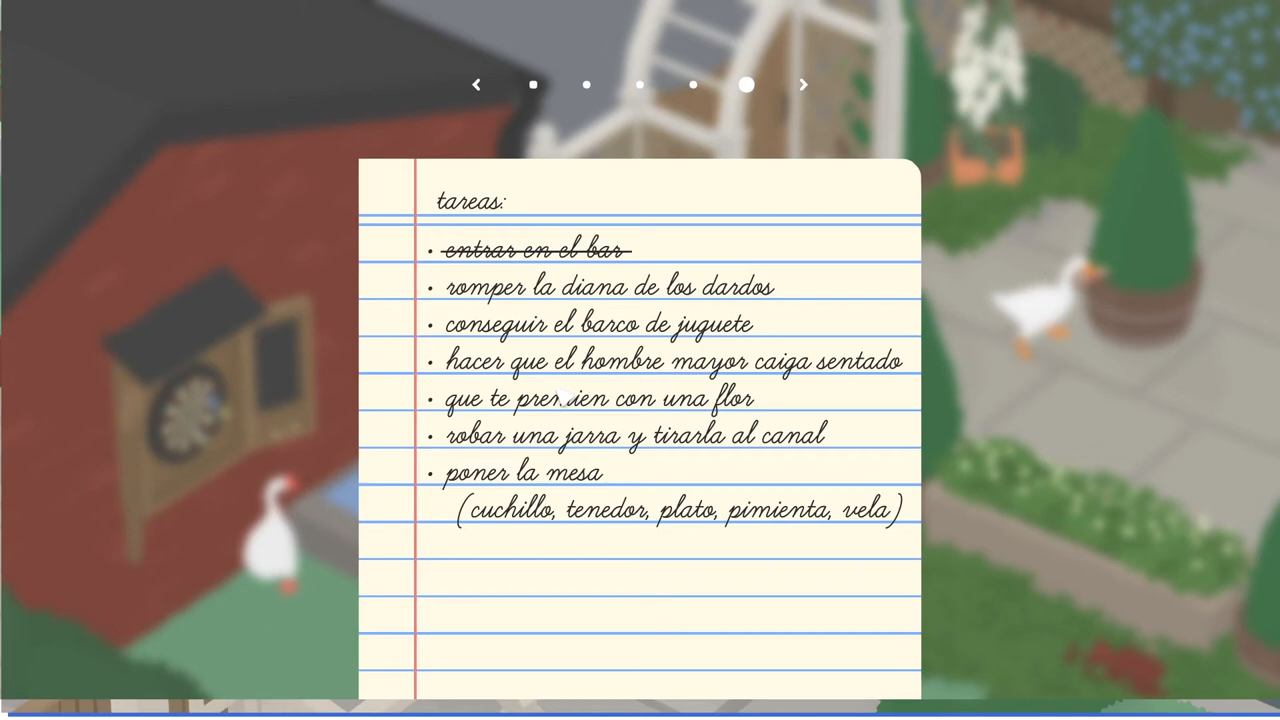 tareas:
• entrar en el bar
• romper la diana de los dardos
• conseguir el barco de juguete
• hacer que el hombre mayor caiga sentado
• que te premien con una flor
• robar una jarra y tirarla al canal
• poner la mesa
(cuchillo, tenedor, plato, pimienta, vela)